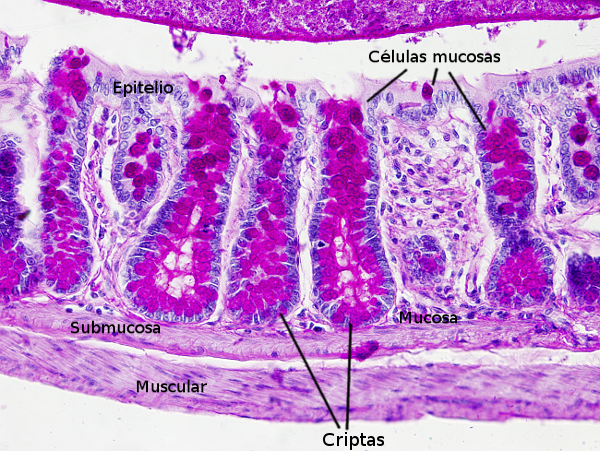 Células mucosas
Epitelio
Mucosa
Submucosa
Muscular
Criptas